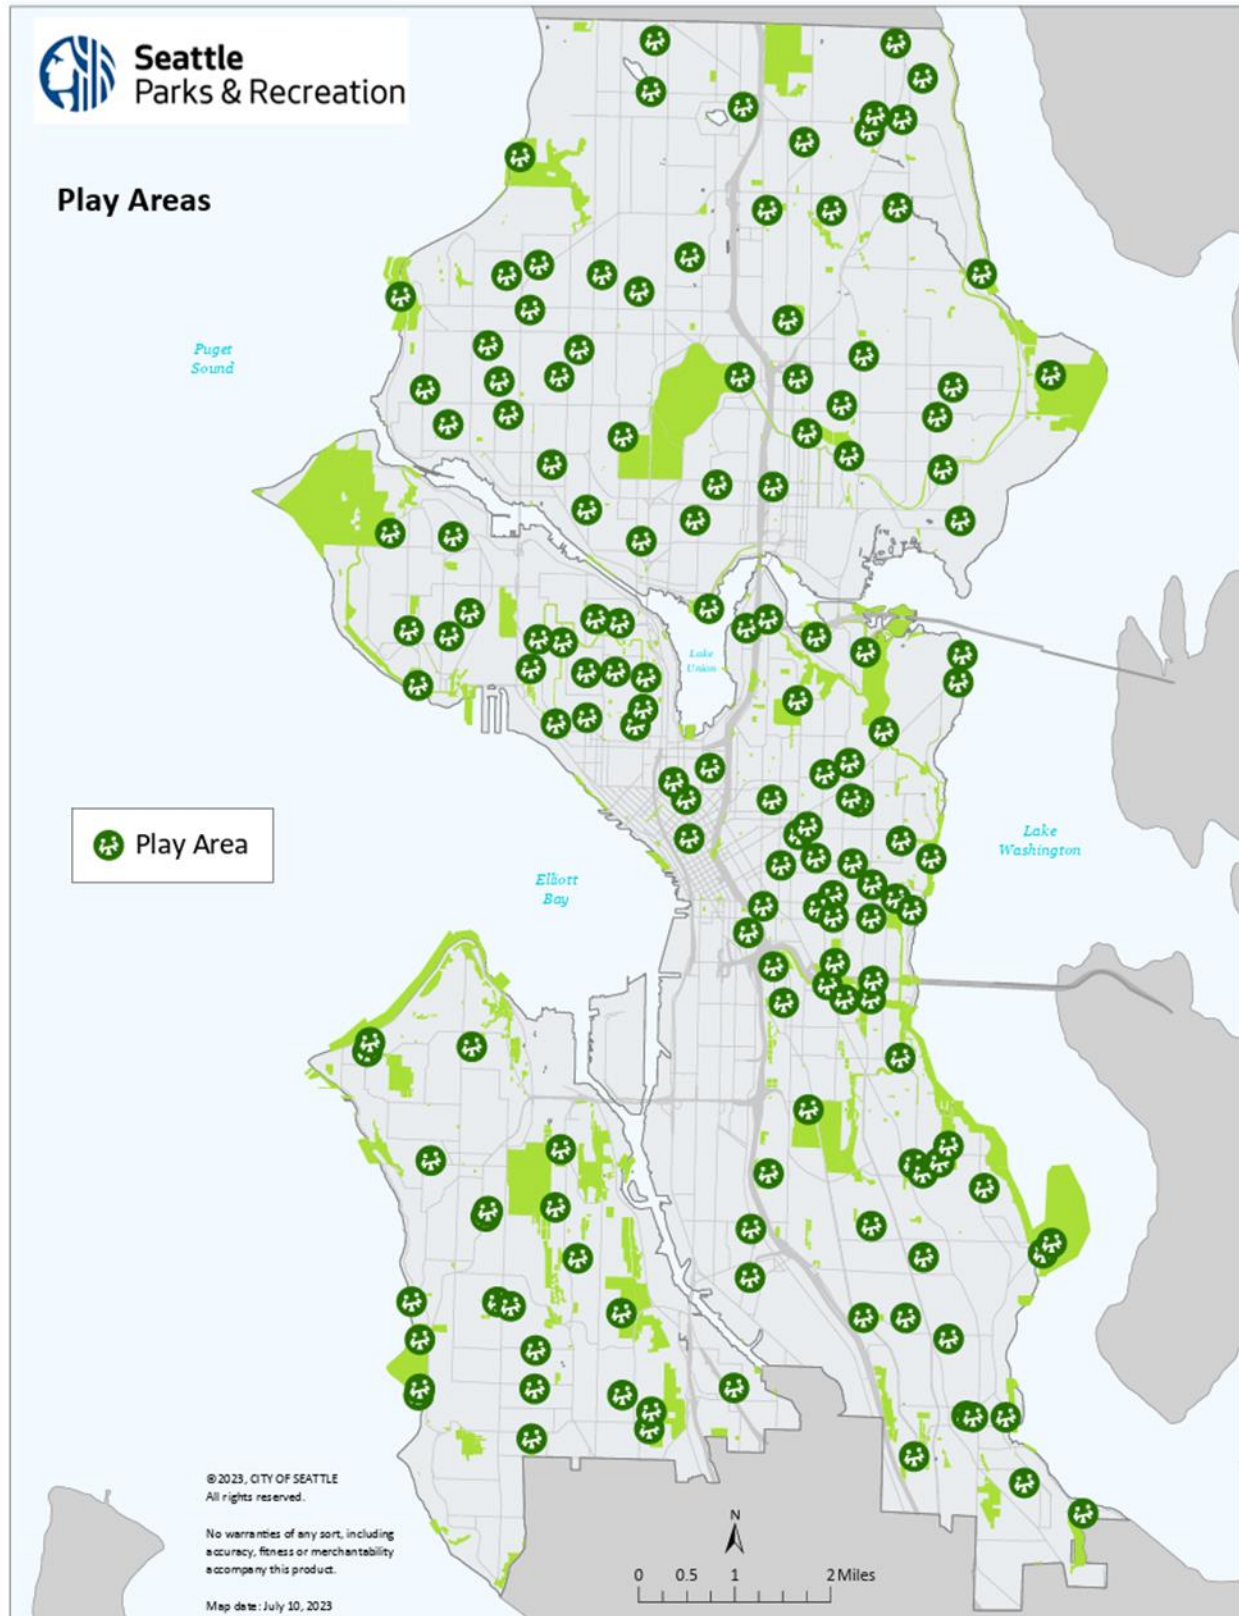 Seattle
Parks & Recreation
Play Areas
Puget
Sound
Lake
Union
Play Area
Lake
Washington
Elliott
Bay
©2023, CITY OF SEATTLE
All rights reserved.
No warranties of any sort, including
accuracy, fitness or merchantability
accompany this product.
Map date: July 10, 2023
N
0 0.5 1 2 Miles